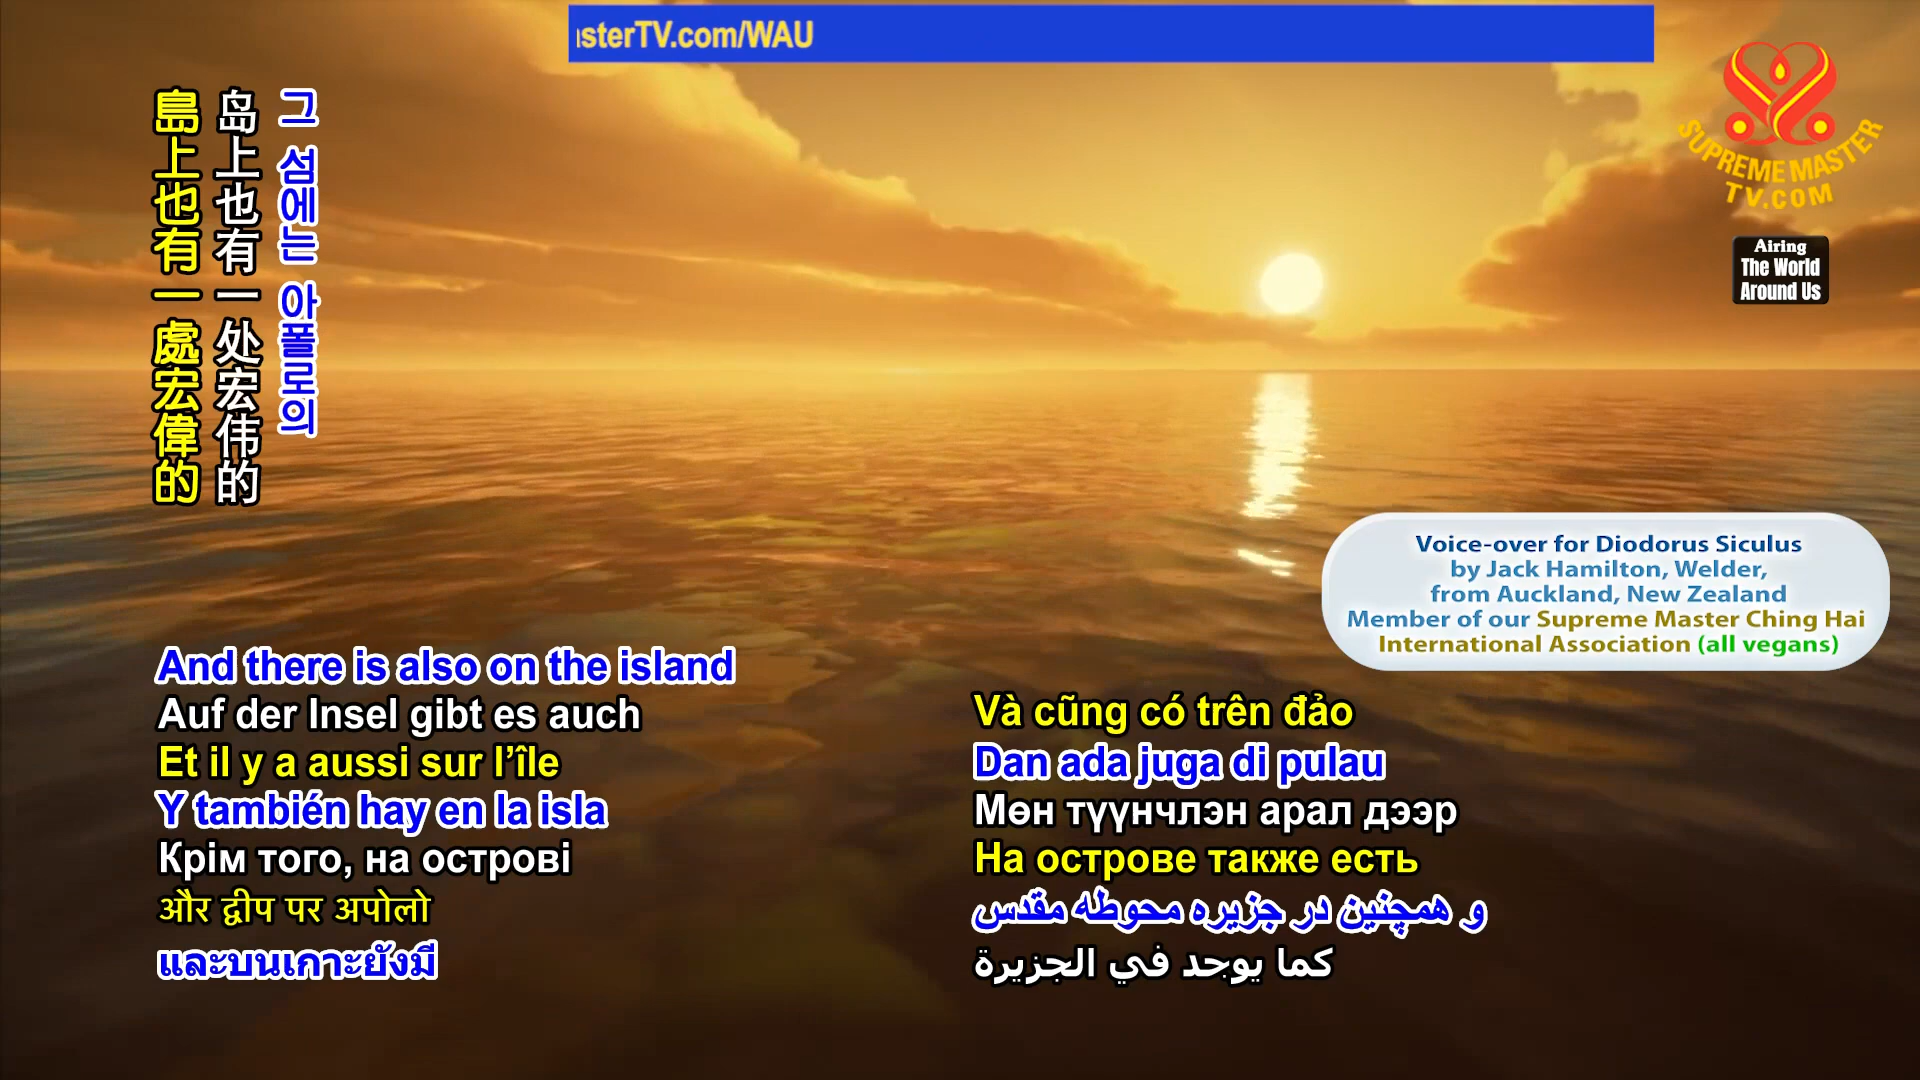 sterTV.com/WAU
SUPREME MASTER
TV.COM
Airing
The World
Around Us
그 섬에는 아폴로의
岛上也有一处宏伟的
島上也有一處宏偉的
Voice-over for Diodorus Siculus
by Jack Hamilton, Welder,
from Auckland, New Zealand
Member of our Supreme Master Ching Hai
International Association (all vegans)
And there is also on the island
Auf der Insel gibt es auch
Et il y a aussi sur l’île
Y también hay en la isla
Крім того, на острові
और द्वीप पर अपोलो
และบนเกาะยังมี
Và cũng có trên đảo
Dan ada juga di pulau
Мөн түүнчлэн арал дээр
На острове также есть
و همچنین در جزیره محوطه مقدس
كما يوجد في الجزيرة